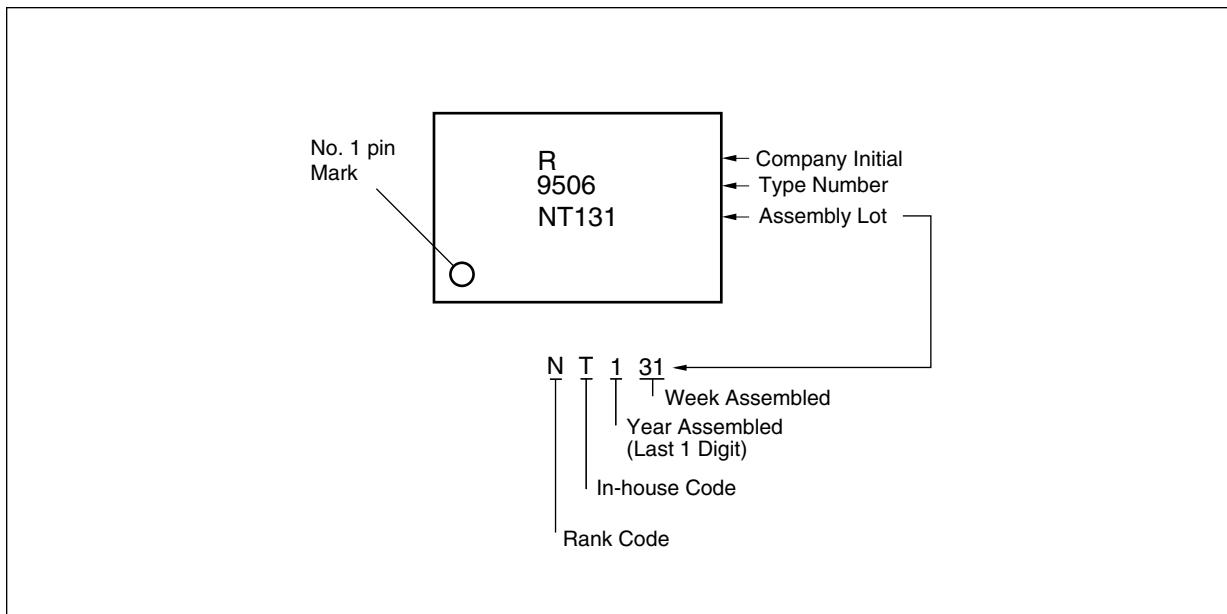 No. 1 pin
Mark
R
9506
NT131
Company Initial
Type Number
Assembly Lot
N T 1 31
Week Assembled
Year Assembled
(Last 1 Digit)
In-house Code
Rank Code